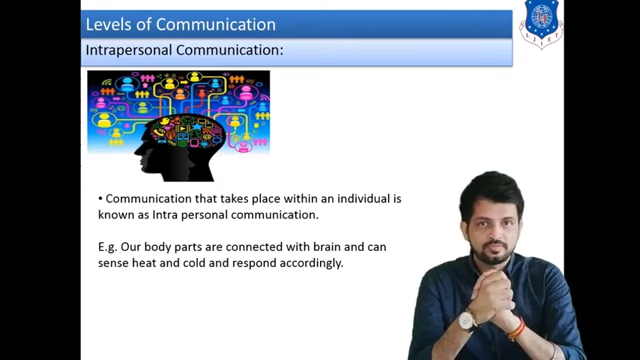 Levels of Communication
Intrapersonal Communication:
• Communication that takes place within an individual is
known as Intra personal communication.
E.g. Our body parts are connected with brain and can
sense heat and cold and respond accordingly.